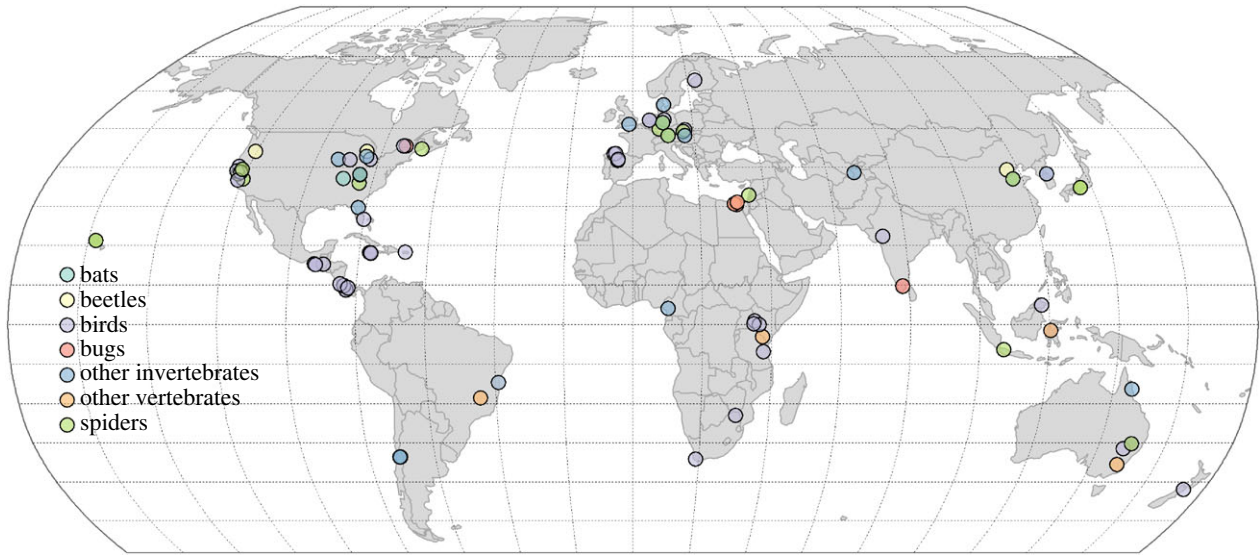 bats
beetles
birds
bugs
other invertebrates
other vertebrates
spiders